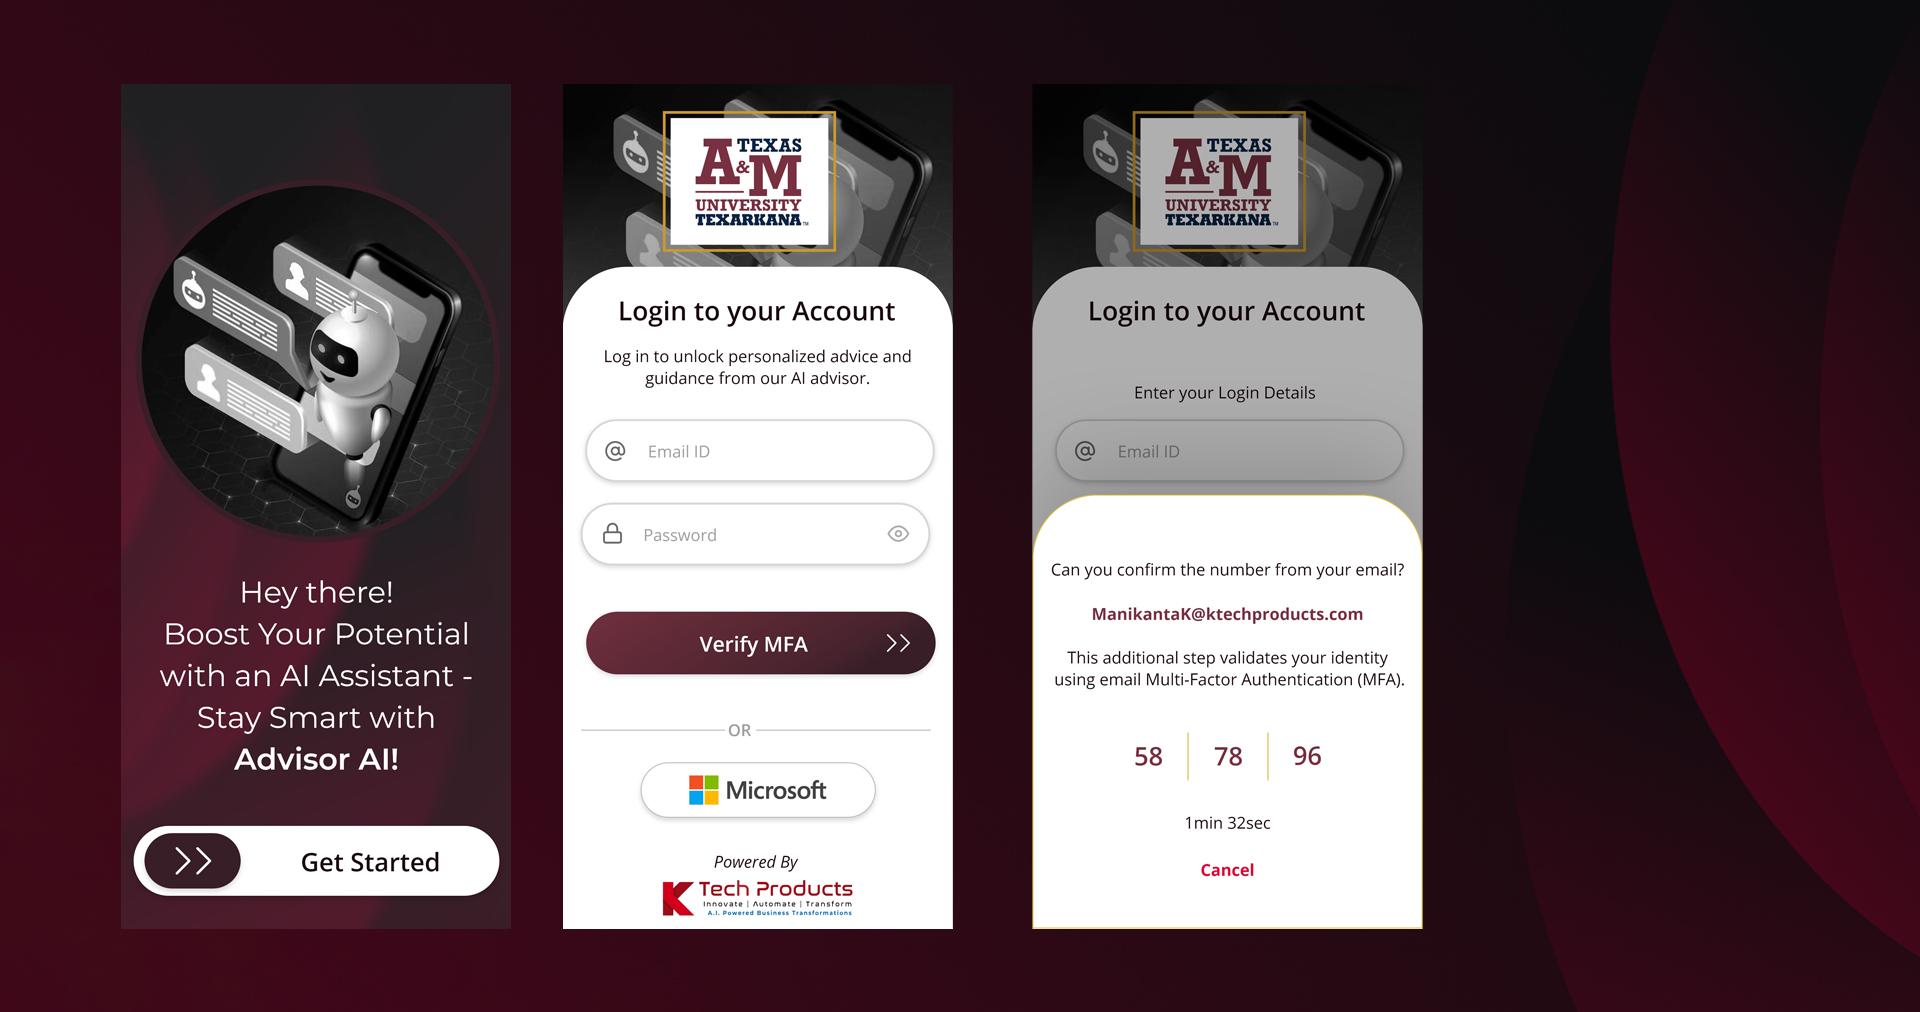 Hey there!
Boost Your Potential
with an AI Assistant -
Stay Smart with
Advisor AI!
Get Started
TEXAS
A&M
UNIVERSITY
TEXARKANA™
Login to your Account
Log in to unlock personalized advice and
guidance from our AI advisor.
@ Email ID
Password
Verify MFA
OR
Microsoft
Powered By
K Tech Products
Innovate | Automate | Transform
A.I. Powered Business Transformations
TEXAS
A&M
UNIVERSITY
TEXARKANA™
Login to your Account
Enter your Login Details
@ Email ID
Can you confirm the number from your email?
ManikantaK@ktechproducts.com
This additional step validates your identity
using email Multi-Factor Authentication (MFA).
58 78 96
1min 32sec
Cancel